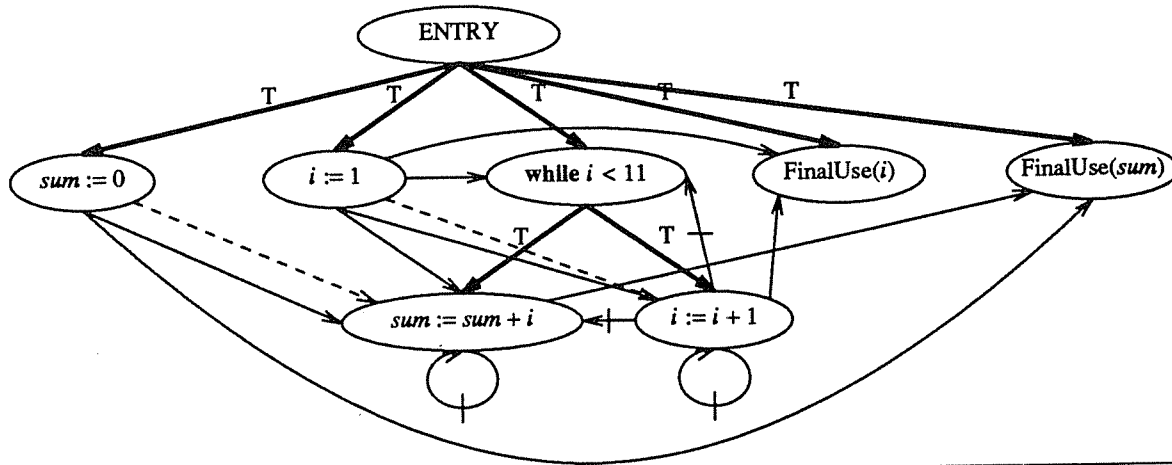 ENTRY
T T T T T
sum := 0
i := 1
while i < 11
FinalUse(i)
FinalUse(sum)
T T
sum := sum + i
i := i + 1